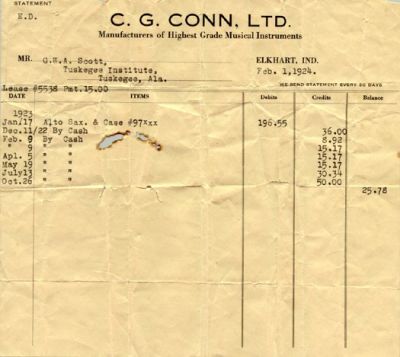 STATEMENT
E.D.
C. G. CONN, LTD.
Manufacturers of Highest Grade Musical Instruments
MR. G.W.A. Scott, ELKHART, IND.
Tuskegee Institute, Feb. 1,1924.
Tuskegee, Ala.
WE SEND STATEMENT EVERY 30 DAYS
Lease #5538 Pmt.15.00
DATE ITEMS Debits Credits Balance
1923
Jan/17 Alto Sax. & Case #97xxx 196.55
Dec.11/22 By Cash 36.00
Feb. 9 By Cash 8.92
" 9 " " 15.17
Apl. 5 " " 15.17
May 19 " " 15.17
July13 " " 30.34
Oct.26 " " 50.00
25.78